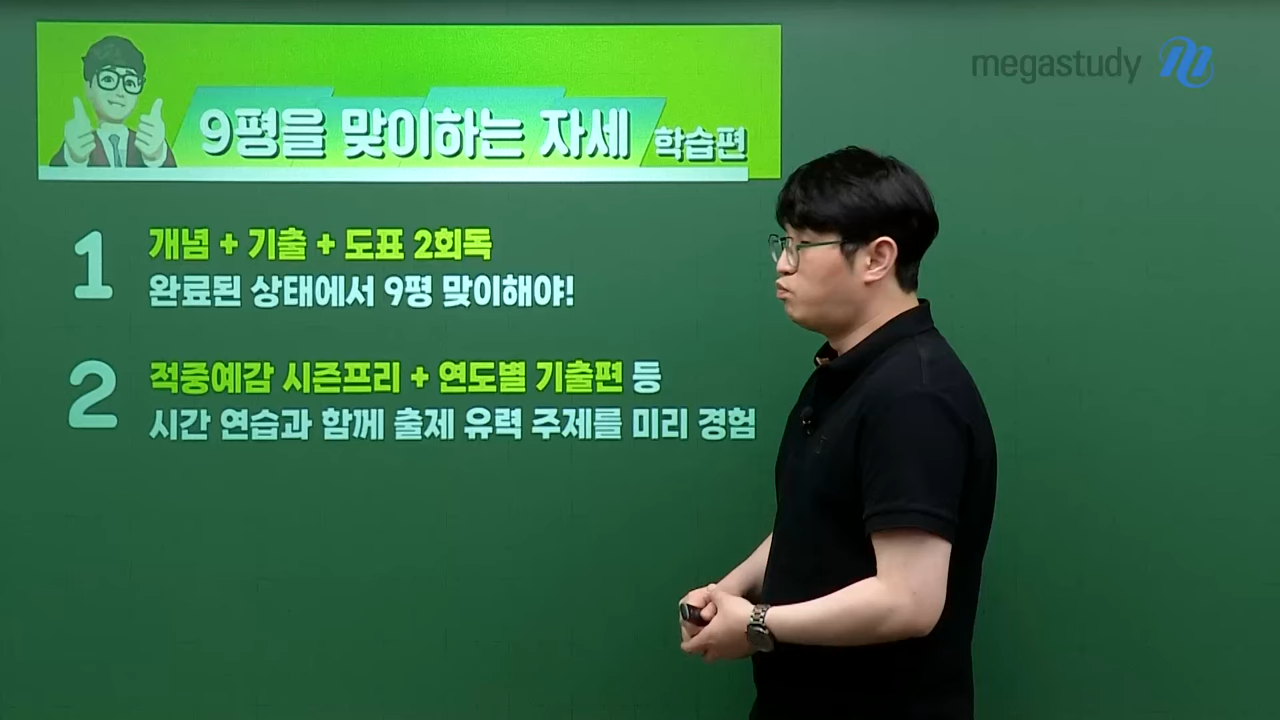 megastudy
9평을 맞이하는 자세 학습편
1 개념 + 기출 + 도표 2회독
완료된 상태에서 9평 맞이해야!
2 적중예감 시즌프리 + 연도별 기출편 등
시간 연습과 함께 출제 유력 주제를 미리 경험